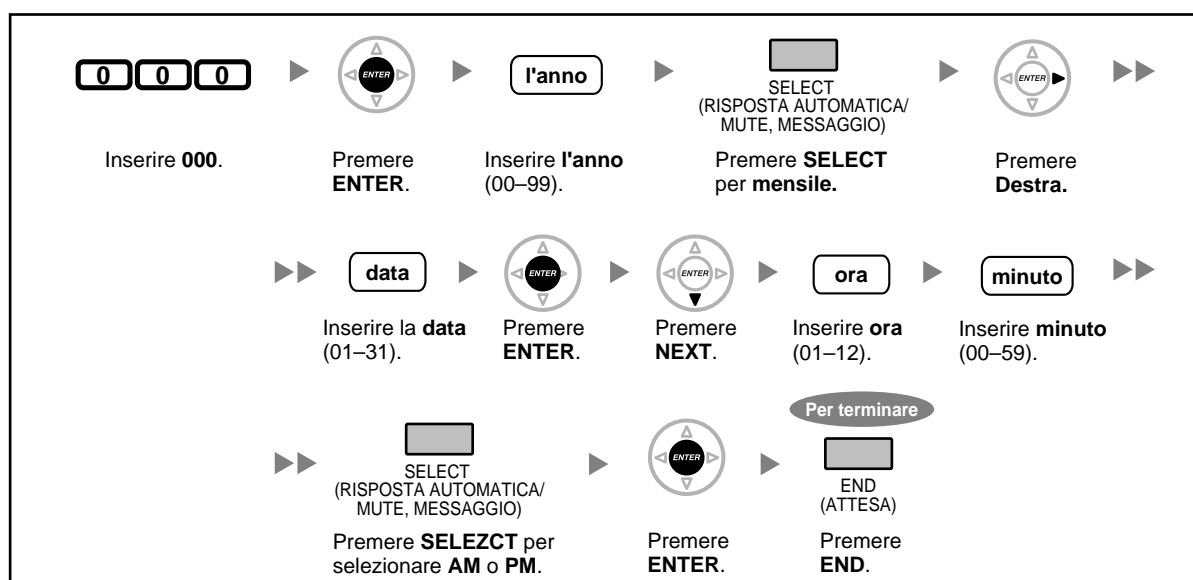 0 0 0
ENTER
l'anno
SELECT
(RISPOSTA AUTOMATICA/
MUTE, MESSAGGIO)
ENTER
Inserire 000.
Premere
ENTER.
Inserire l'anno
(00–99).
Premere SELECT
per mensile.
Premere
Destra.
data
ENTER
ENTER
ora
minuto
Inserire la data
(01–31).
Premere
ENTER.
Premere
NEXT.
Inserire ora
(01–12).
Inserire minuto
(00–59).
SELECT
(RISPOSTA AUTOMATICA/
MUTE, MESSAGGIO)
ENTER
Per terminare
END
(ATTESA)
Premere SELEZCT per
selezionare AM o PM.
Premere
ENTER.
Premere
END.